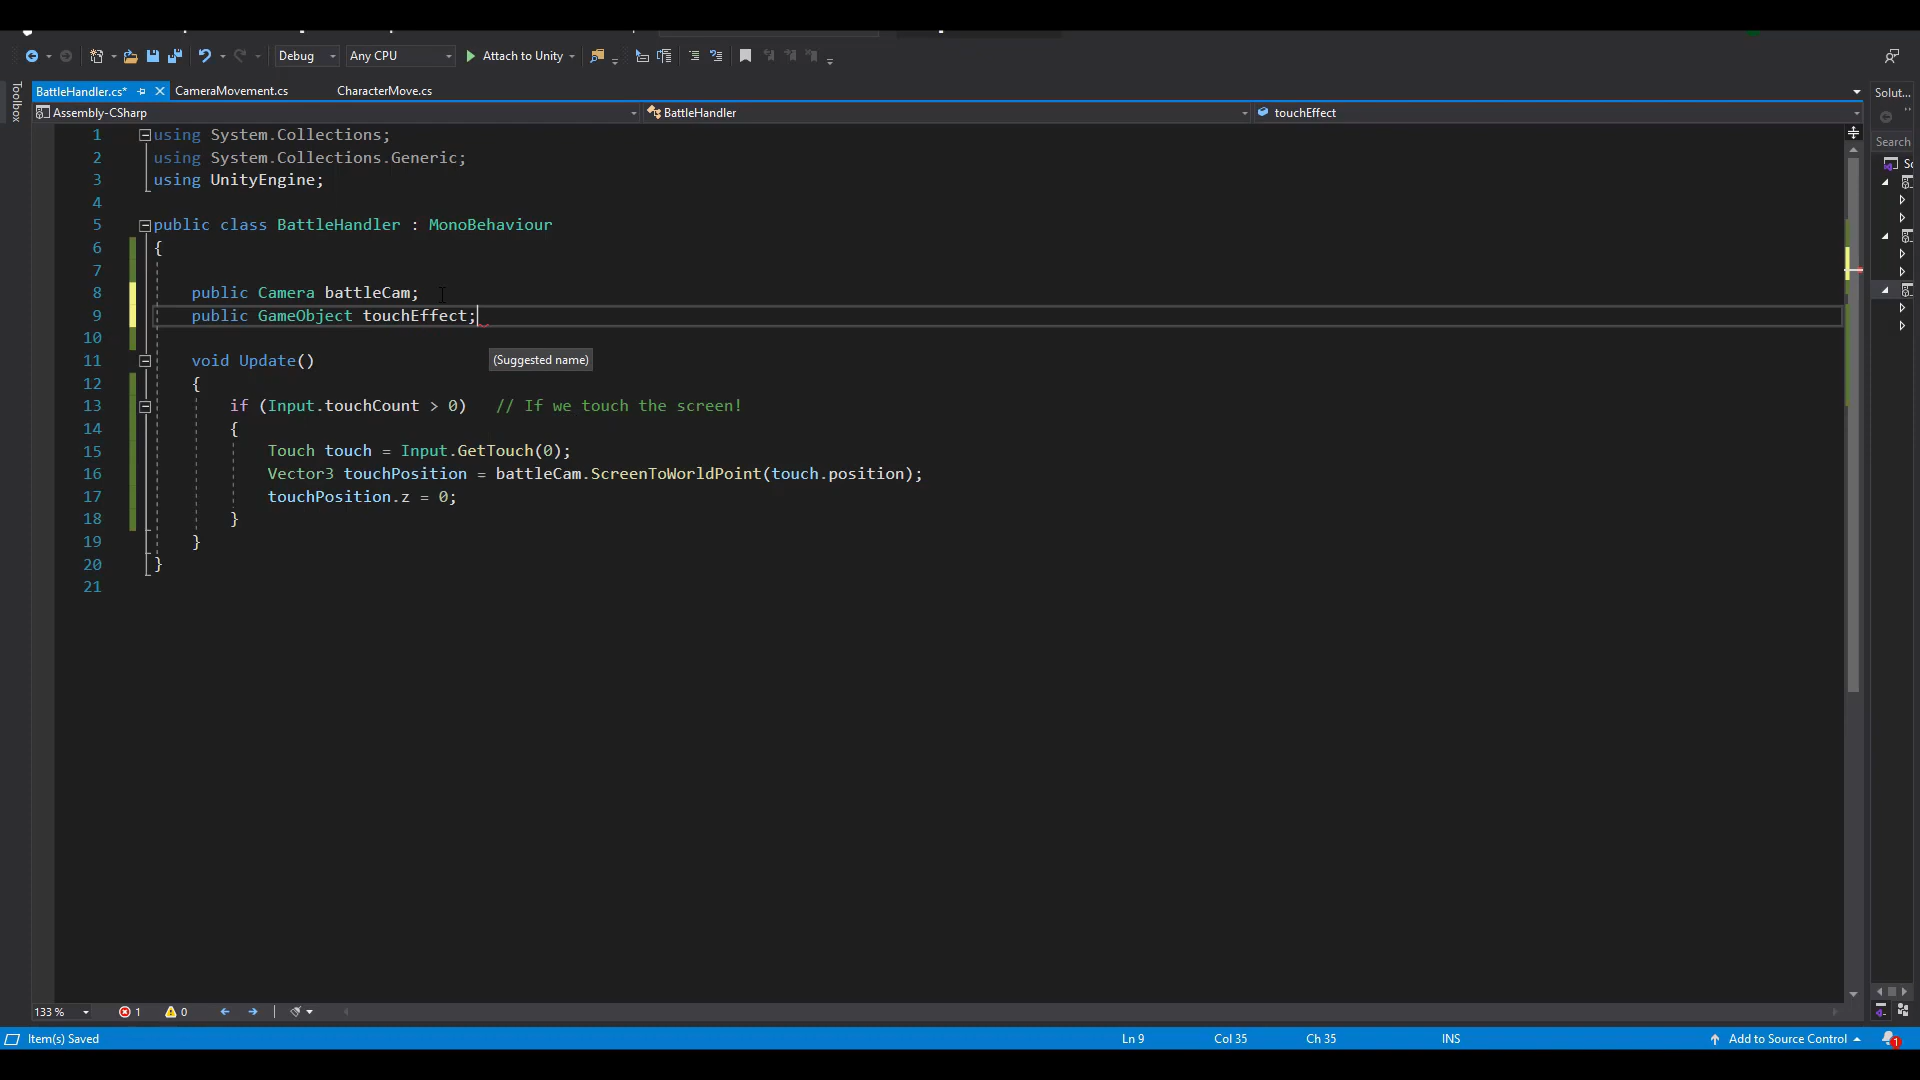 Debug Any CPU Attach to Unity
Toolbox
BattleHandler.cs* CameraMovement.cs CharacterMove.cs
Solut...
Assembly-CSharp BattleHandler touchEffect
Search
1 using System.Collections;
2 using System.Collections.Generic;
3 using UnityEngine;
4
5 public class BattleHandler : MonoBehaviour
6 {
7
8 public Camera battleCam;
9 public GameObject touchEffect;
10
11 void Update()
(Suggested name)
12 {
13 if (Input.touchCount > 0) // If we touch the screen!
14 {
15 Touch touch = Input.GetTouch(0);
16 Vector3 touchPosition = battleCam.ScreenToWorldPoint(touch.position);
17 touchPosition.z = 0;
18 }
19 }
20 }
21
133 % 1 0
Item(s) Saved Ln 9 Col 35 Ch 35 INS Add to Source Control 1